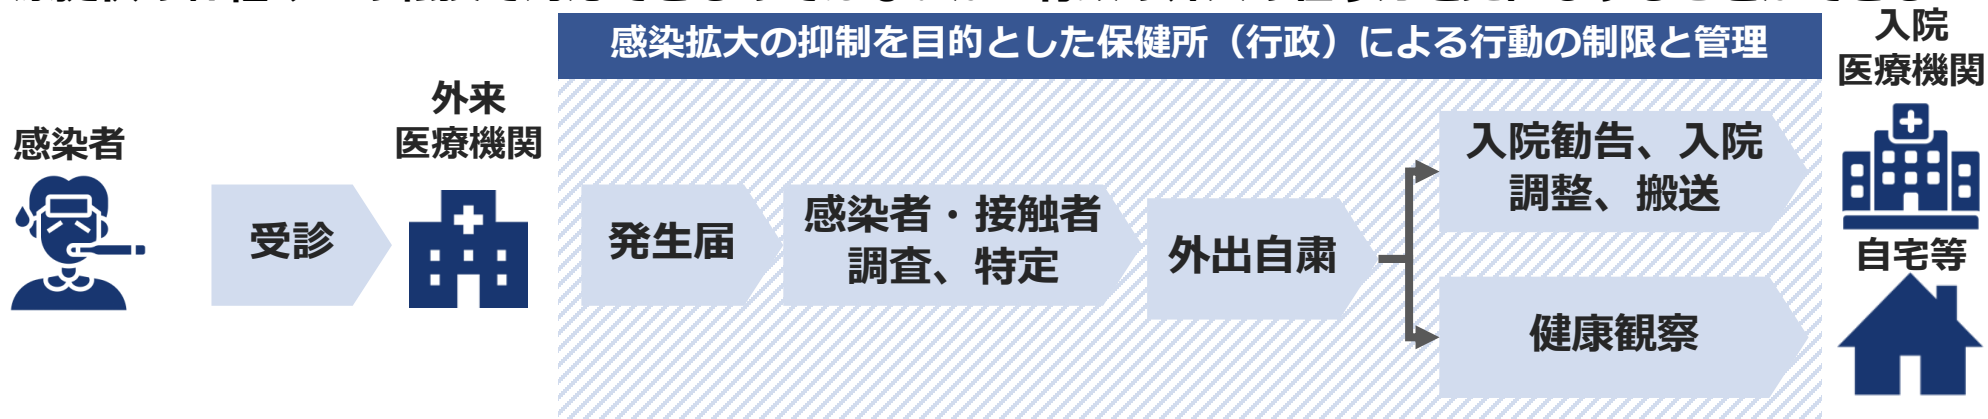 感染拡大の抑制を目的とした保健所（行政）による行動の制限と管理
入院
医療機関
外来
医療機関
感染者
受診
発生届
感染者・接触者
調査、特定
外出自粛
入院勧告、入院
調整、搬送
自宅等
健康観察